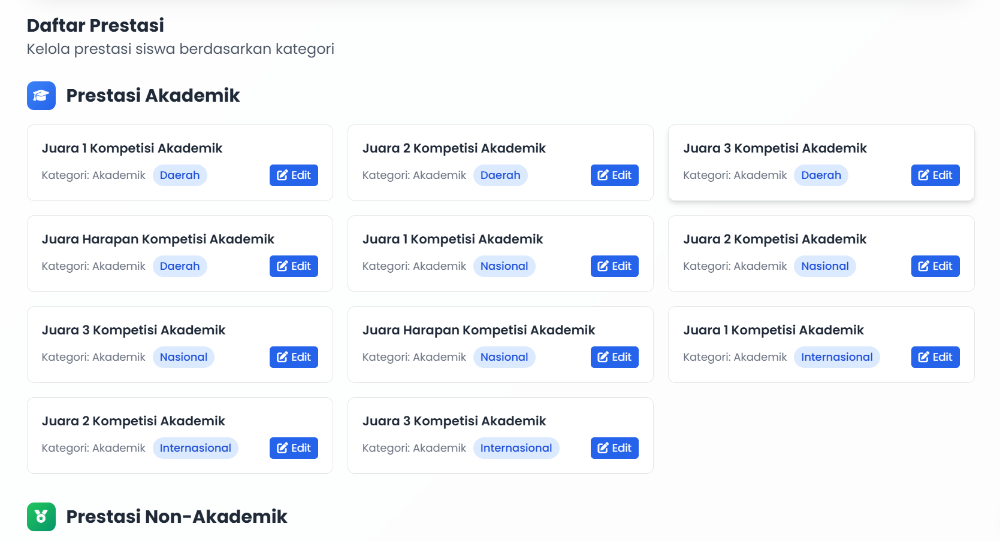 Daftar Prestasi
Kelola prestasi siswa berdasarkan kategori
Prestasi Akademik
Juara 1 Kompetisi Akademik
Kategori: Akademik Daerah Edit
Juara 2 Kompetisi Akademik
Kategori: Akademik Daerah Edit
Juara 3 Kompetisi Akademik
Kategori: Akademik Daerah Edit
Juara Harapan Kompetisi Akademik
Kategori: Akademik Daerah Edit
Juara 1 Kompetisi Akademik
Kategori: Akademik Nasional Edit
Juara 2 Kompetisi Akademik
Kategori: Akademik Nasional Edit
Juara 3 Kompetisi Akademik
Kategori: Akademik Nasional Edit
Juara Harapan Kompetisi Akademik
Kategori: Akademik Nasional Edit
Juara 1 Kompetisi Akademik
Kategori: Akademik Internasional Edit
Juara 2 Kompetisi Akademik
Kategori: Akademik Internasional Edit
Juara 3 Kompetisi Akademik
Kategori: Akademik Internasional Edit
Prestasi Non-Akademik